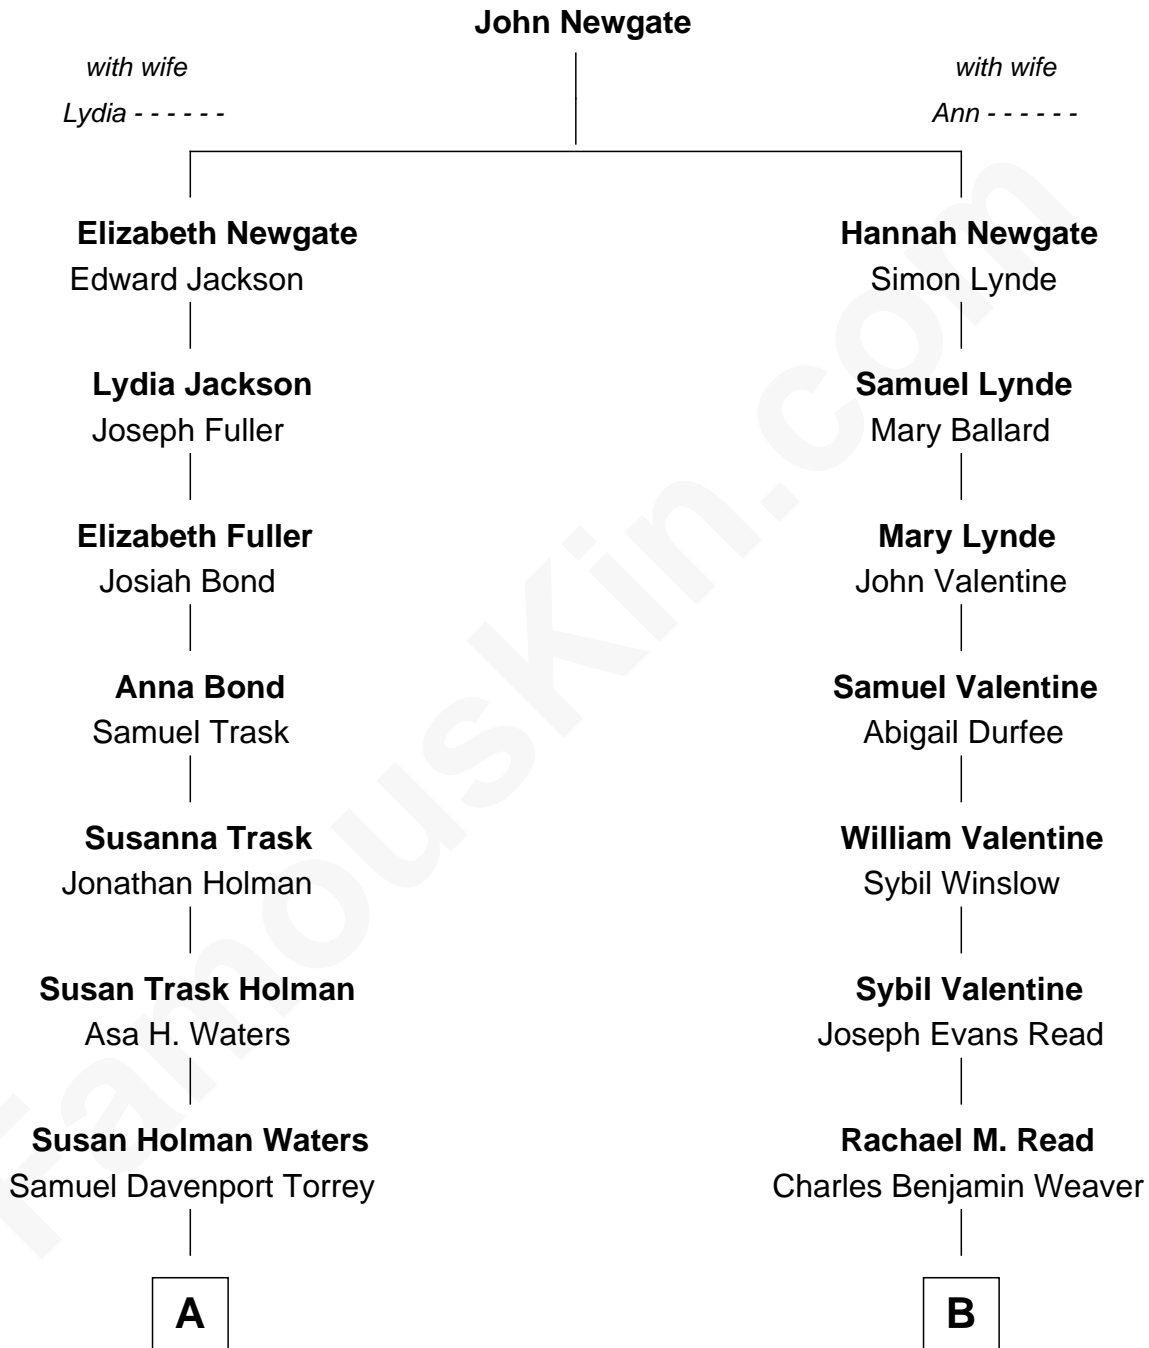 John Newgate
with wife
Lydia - - - - - -
with wife
Ann - - - - - -
Elizabeth Newgate
Edward Jackson
Hannah Newgate
Simon Lynde
Lydia Jackson
Joseph Fuller
Samuel Lynde
Mary Ballard
Elizabeth Fuller
Josiah Bond
Mary Lynde
John Valentine
Anna Bond
Samuel Trask
Samuel Valentine
Abigail Durfee
Susanna Trask
Jonathan Holman
William Valentine
Sybil Winslow
Susan Trask Holman
Asa H. Waters
Sybil Valentine
Joseph Evans Read
Susan Holman Waters
Samuel Davenport Torrey
Rachael M. Read
Charles Benjamin Weaver
A
B
FamousKin.com